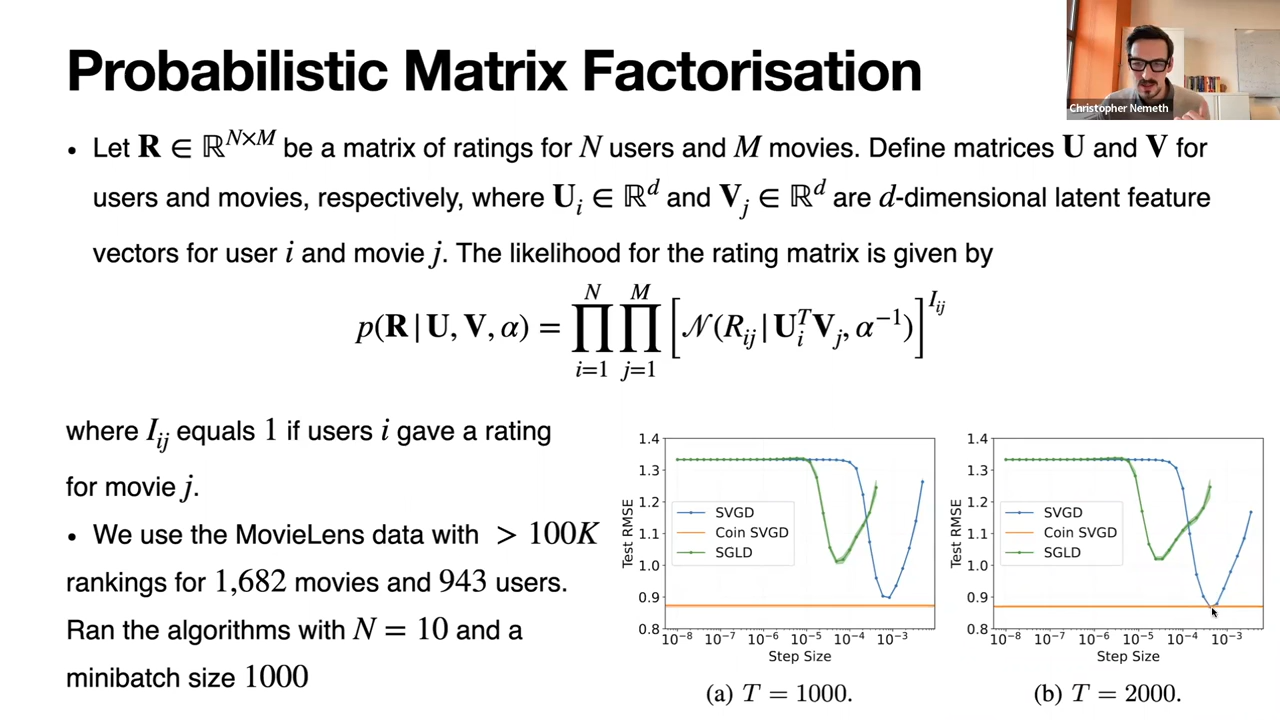 Probabilistic Matrix Factorisation
Christopher Nemeth
• Let R ∈ ℝ^{N×M} be a matrix of ratings for N users and M movies. Define matrices U and V for
users and movies, respectively, where U_i ∈ ℝ^d and V_j ∈ ℝ^d are d-dimensional latent feature
vectors for user i and movie j. The likelihood for the rating matrix is given by
p(R | U, V, α) = ∏_{i=1}^{N} ∏_{j=1}^{M} [𝒩(R_{ij} | U_i^T V_j, α^{-1})]^{I_{ij}}
where I_{ij} equals 1 if users i gave a rating
for movie j.
• We use the MovieLens data with > 100K
rankings for 1,682 movies and 943 users.
Ran the algorithms with N = 10 and a
minibatch size 1000
1.4
1.3
1.2
1.1
1.0
0.9
0.8
Test RMSE
SVGD
Coin SVGD
SGLD
10^{-8} 10^{-7} 10^{-6} 10^{-5} 10^{-4} 10^{-3}
Step Size
(a) T = 1000.
1.4
1.3
1.2
1.1
1.0
0.9
0.8
Test RMSE
SVGD
Coin SVGD
SGLD
10^{-8} 10^{-7} 10^{-6} 10^{-5} 10^{-4} 10^{-3}
Step Size
(b) T = 2000.